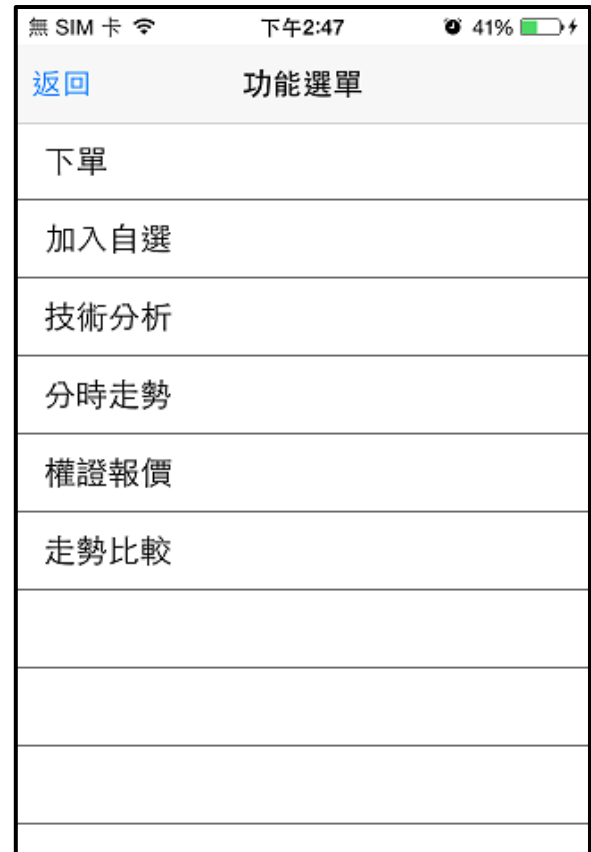 無 SIM 卡 下午2:47 41%
返回 功能選單
下單
加入自選
技術分析
分時走勢
權證報價
走勢比較